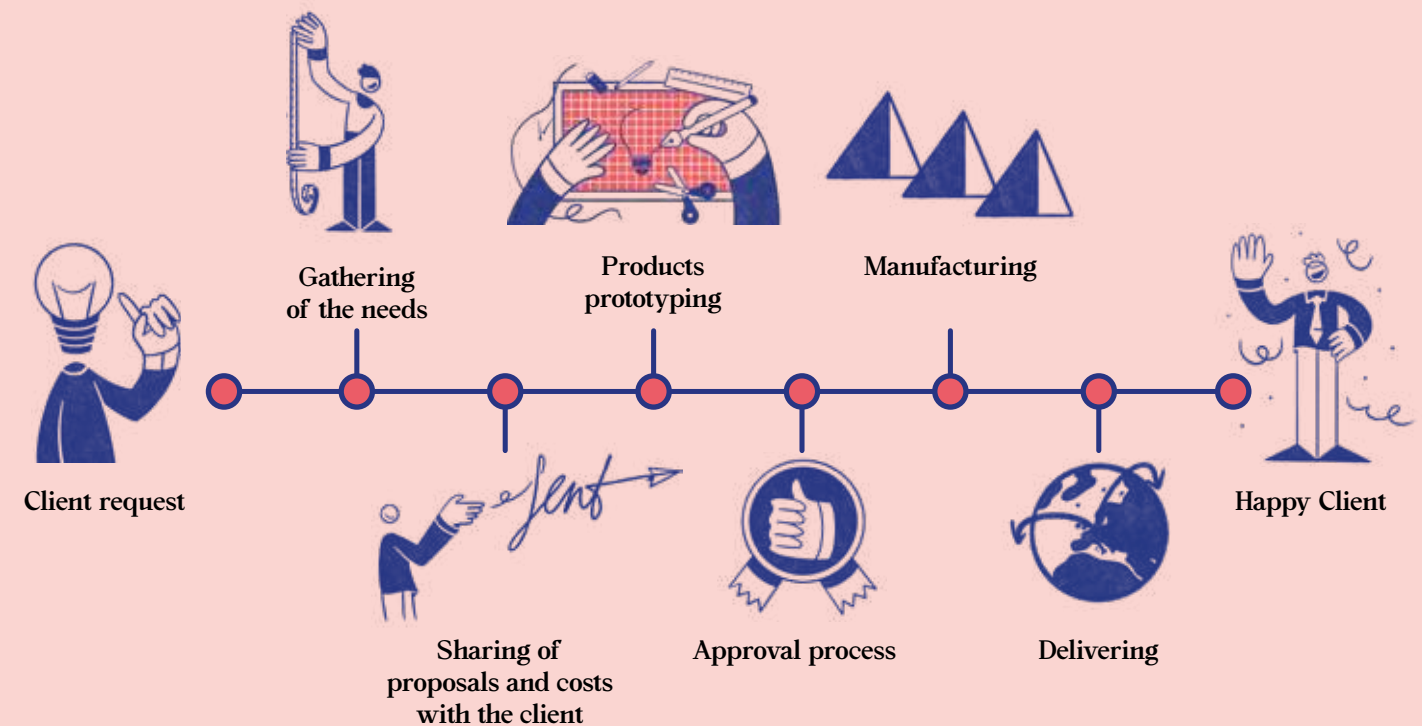 Client request
Gathering
of the needs
Sharing of
proposals and costs
with the client
sent
Products
prototyping
Approval process
Manufacturing
Delivering
Happy Client